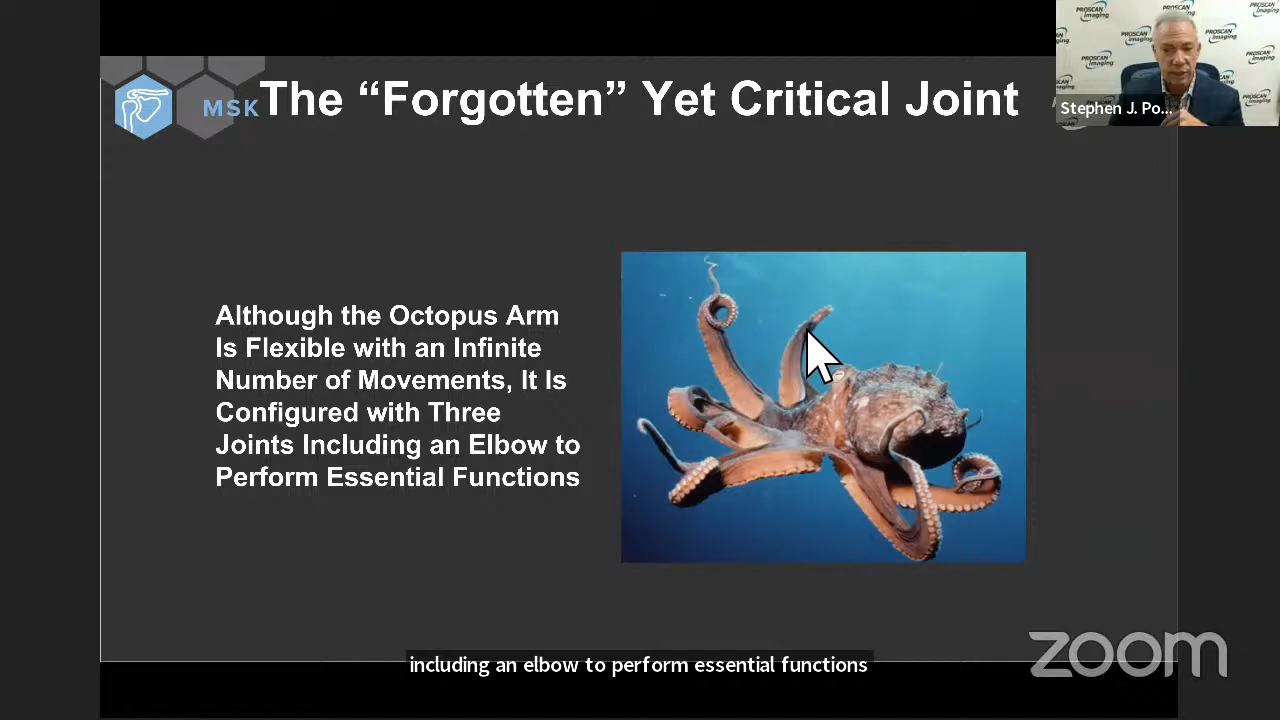 PROSCAN
imaging
Stephen J. Po...
MSK
The “Forgotten” Yet Critical Joint
Although the Octopus Arm
Is Flexible with an Infinite
Number of Movements, It Is
Configured with Three
Joints Including an Elbow to
Perform Essential Functions
including an elbow to perform essential functions
zoom